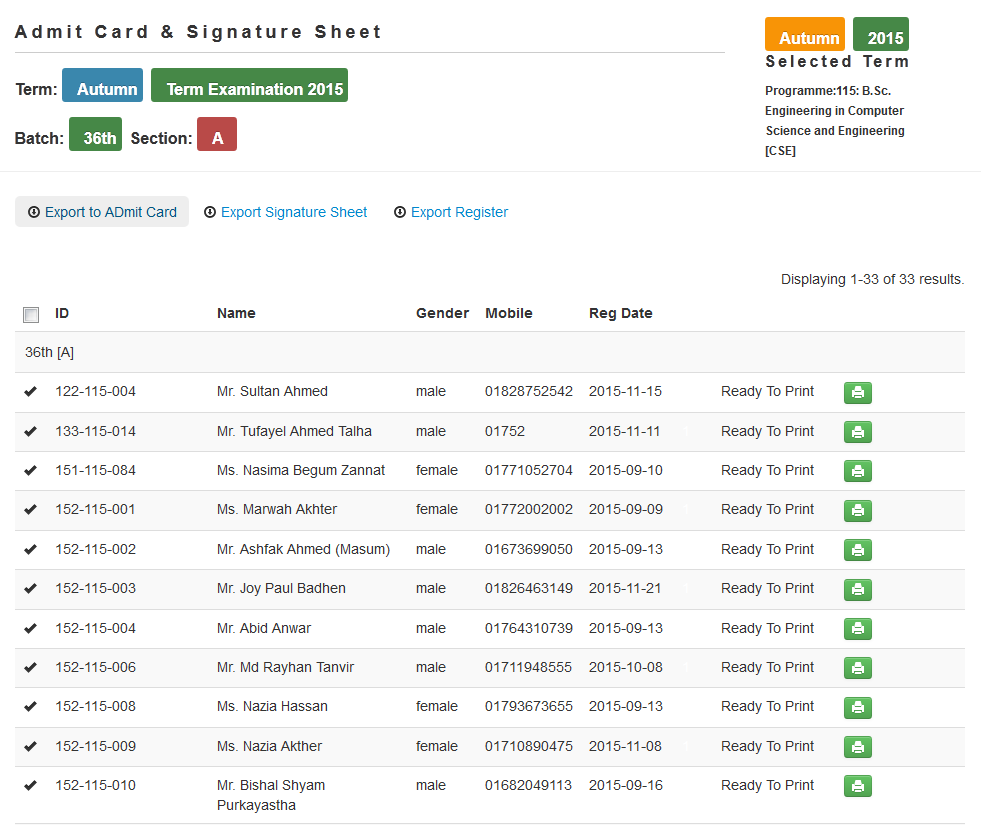 Admit Card & Signature Sheet
Term: Autumn Term Examination 2015
Batch: 36th Section: A
Autumn 2015
Selected Term
Programme:115: B.Sc.
Engineering in Computer
Science and Engineering
[CSE]
Export to ADmit Card Export Signature Sheet Export Register
Displaying 1-33 of 33 results.
ID Name Gender Mobile Reg Date
36th [A]
122-115-004 Mr. Sultan Ahmed male 01828752542 2015-11-15 Ready To Print
133-115-014 Mr. Tufayel Ahmed Talha male 01752 2015-11-11 Ready To Print
151-115-084 Ms. Nasima Begum Zannat female 01771052704 2015-09-10 Ready To Print
152-115-001 Ms. Marwah Akhter female 01772002002 2015-09-09 Ready To Print
152-115-002 Mr. Ashfak Ahmed (Masum) male 01673699050 2015-09-13 Ready To Print
152-115-003 Mr. Joy Paul Badhen male 01826463149 2015-11-21 Ready To Print
152-115-004 Mr. Abid Anwar male 01764310739 2015-09-13 Ready To Print
152-115-006 Mr. Md Rayhan Tanvir male 01711948555 2015-10-08 Ready To Print
152-115-008 Ms. Nazia Hassan female 01793673655 2015-09-13 Ready To Print
152-115-009 Ms. Nazia Akther female 01710890475 2015-11-08 Ready To Print
152-115-010 Mr. Bishal Shyam male 01682049113 2015-09-16 Ready To Print
Purkayastha